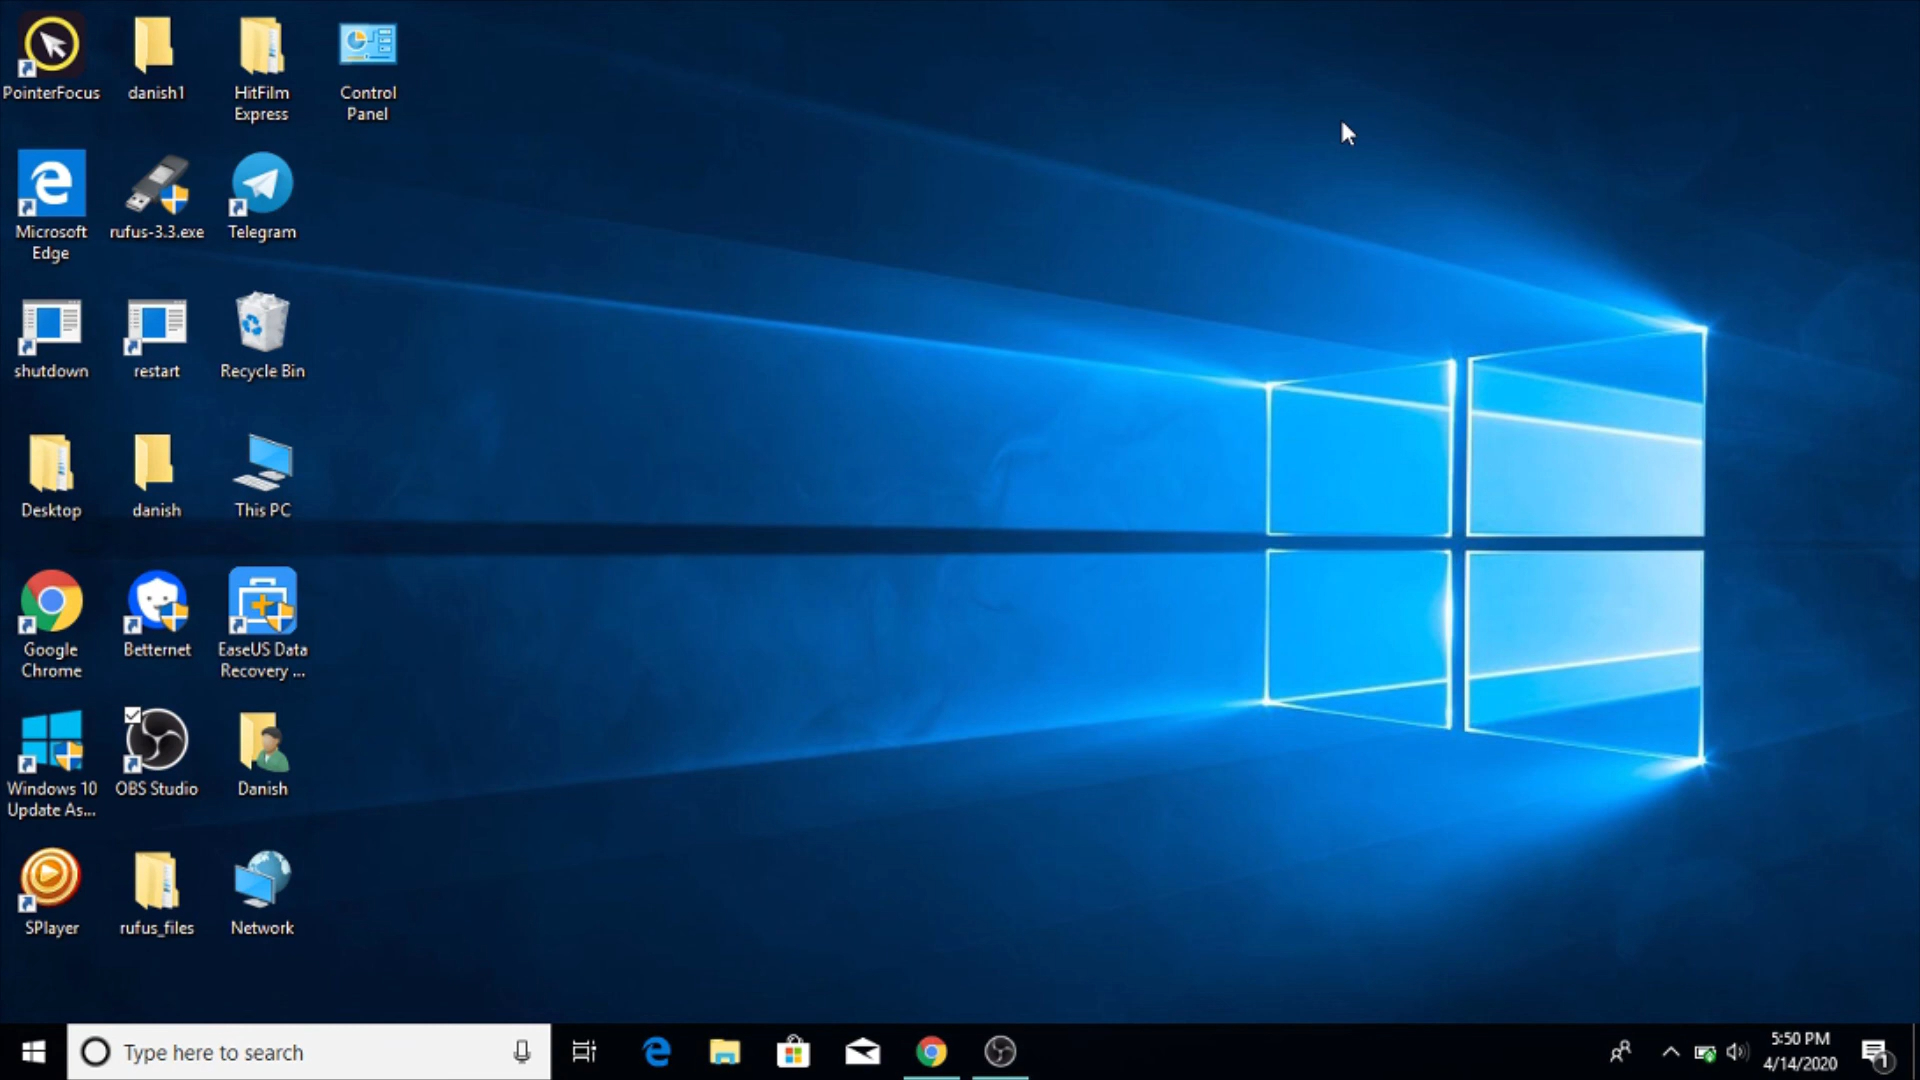 PointerFocus
danish1
HitFilm
Express
Control
Panel
Microsoft
Edge
rufus-3.3.exe
Telegram
shutdown
restart
Recycle Bin
Desktop
danish
This PC
Google
Chrome
Betternet
EaseUS Data
Recovery ...
Windows 10
Update As...
OBS Studio
Danish
SPlayer
rufus_files
Network
Type here to search
5:50 PM
4/14/2020
1